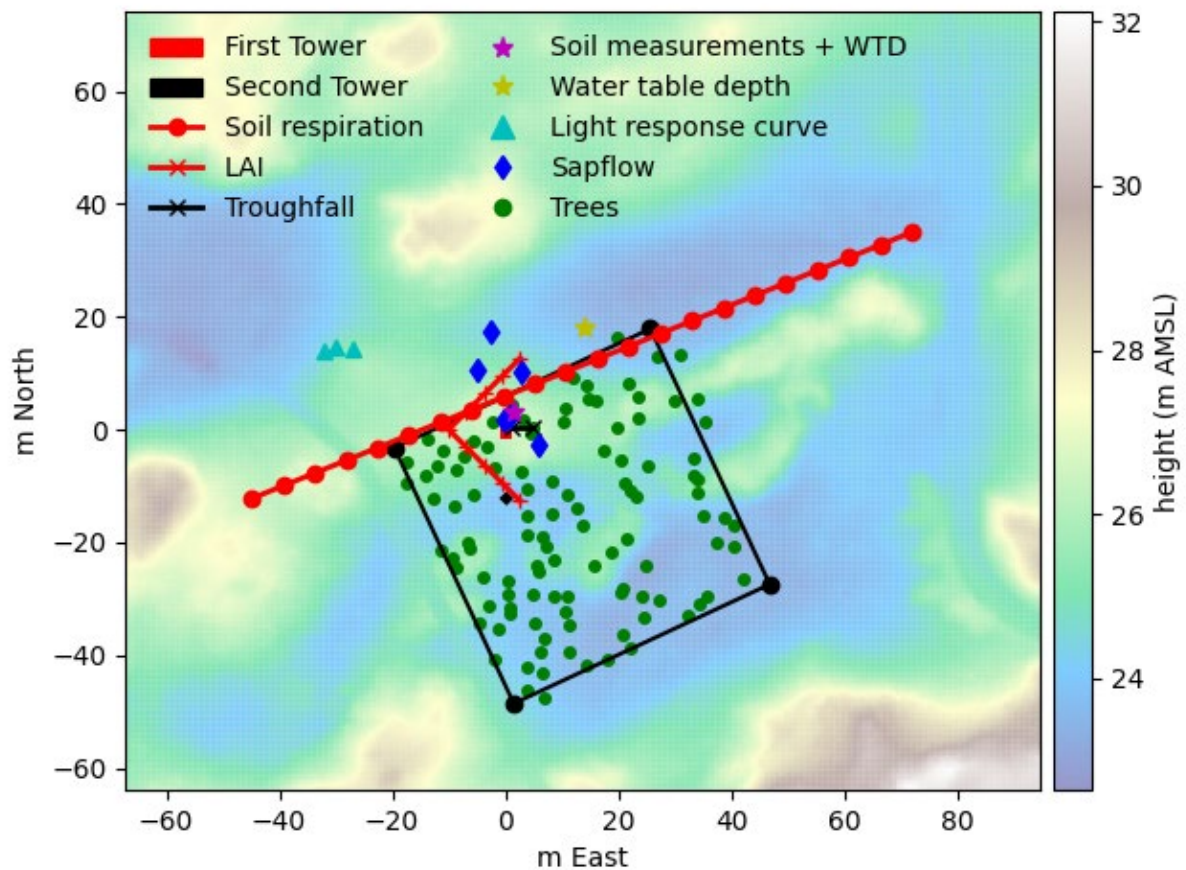 First Tower
Second Tower
Soil respiration
LAI
Troughfall
Soil measurements + WTD
Water table depth
Light response curve
Sapflow
Trees
60
40
20
0
−20
−40
−60
m North
−60 −40 −20 0 20 40 60 80
m East
32
30
28
26
24
height (m AMSL)